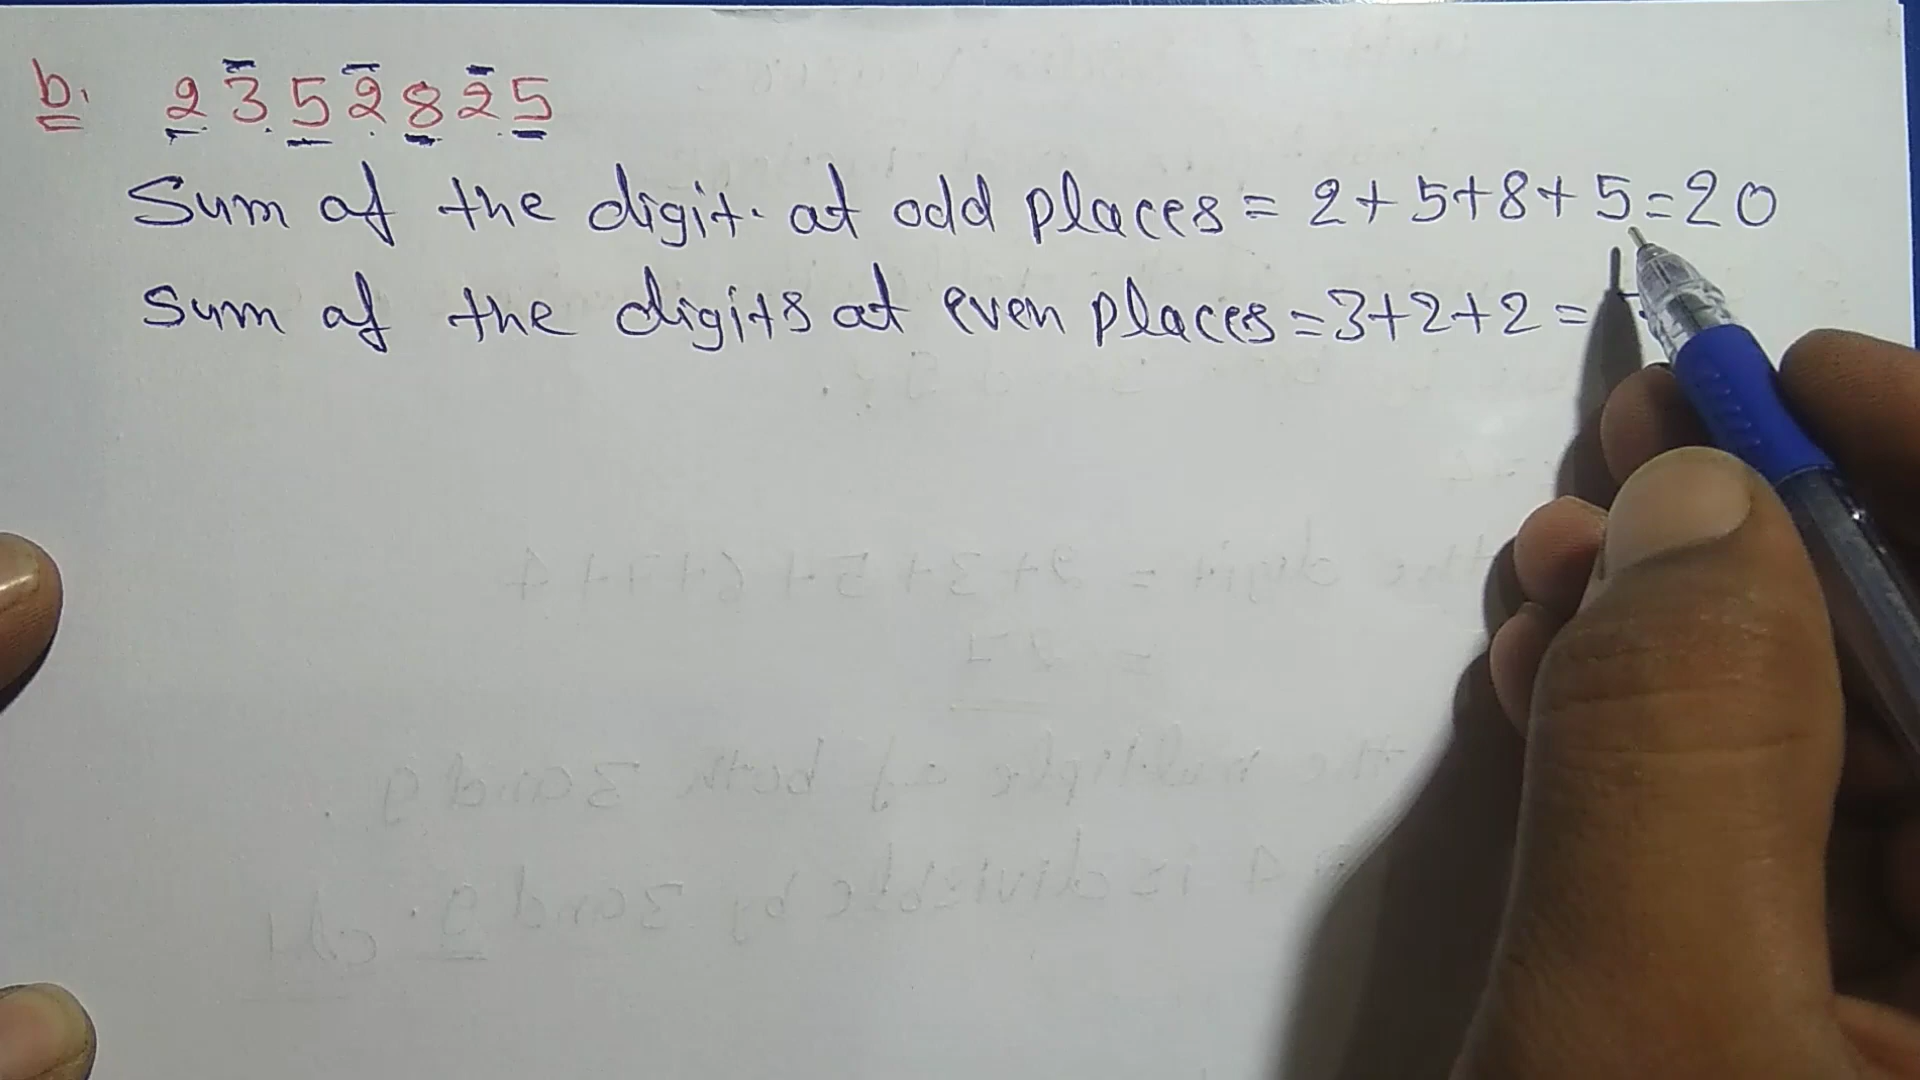 b. 2352825
Sum of the digit. at odd places = 2+5+8+5=20
Sum of the digits at even places =3+2+2 =